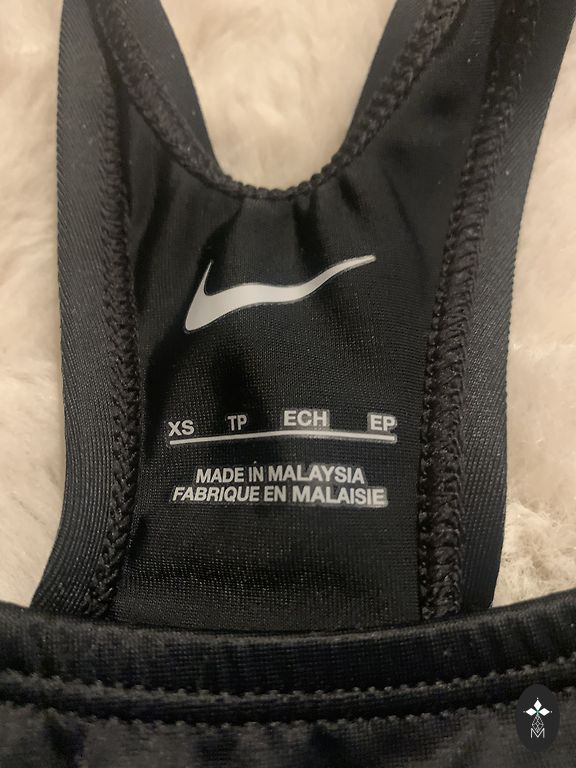 XS TP ECH EP
MADE IN MALAYSIA
FABRIQUE EN MALAISIE
M